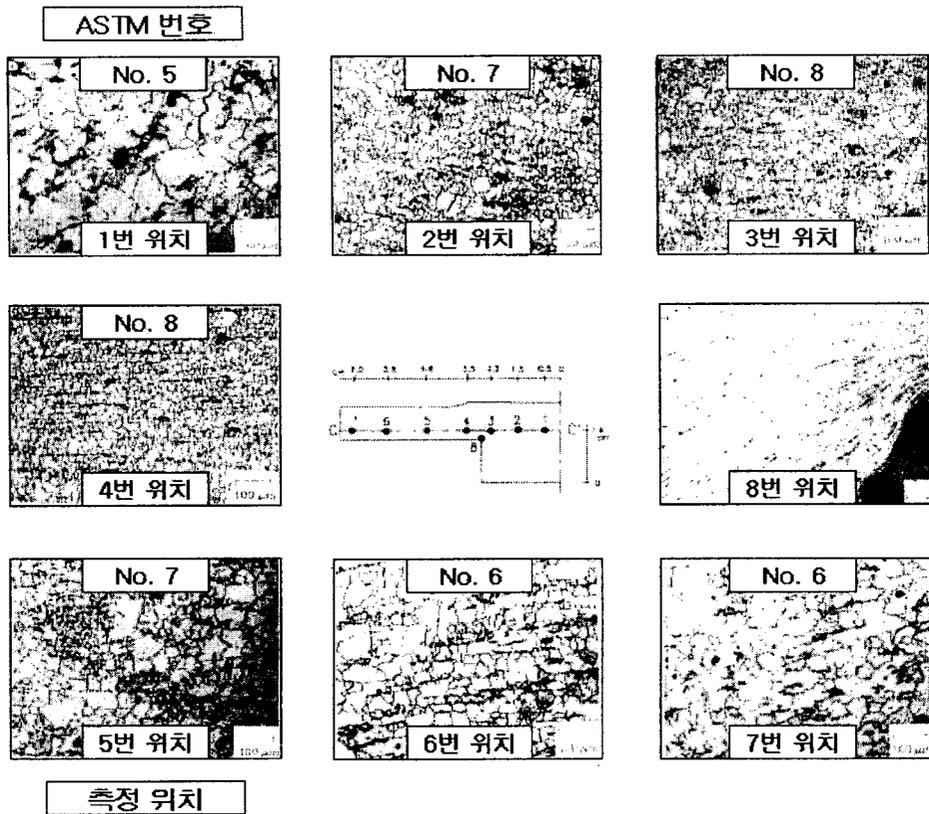 ASTM 번호
No. 5
1번 위치
No. 7
2번 위치
No. 8
3번 위치
No. 8
4번 위치
8번 위치
No. 7
5번 위치
No. 6
6번 위치
No. 6
7번 위치
측정 위치